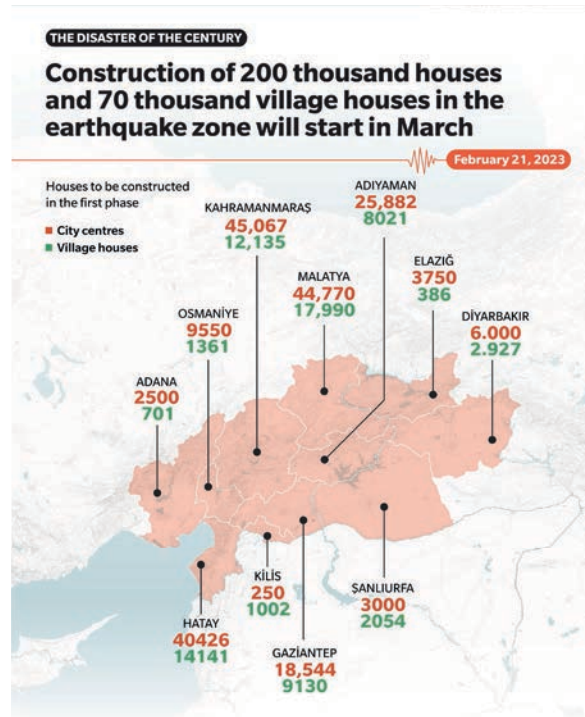 THE DISASTER OF THE CENTURY
Construction of 200 thousand houses
and 70 thousand village houses in the
earthquake zone will start in March
February 21, 2023
Houses to be constructed
in the first phase
City centres
Village houses
KAHRAMANMARAŞ
45,067
12,135
ADIYAMAN
25,882
8021
MALATYA
44,770
17,990
ELAZIĞ
3750
386
OSMANİYE
9550
1361
DİYARBAKIR
6.000
2.927
ADANA
2500
701
HATAY
40426
14141
KİLİS
250
1002
GAZİANTEP
18,544
9130
ŞANLIURFA
3000
2054